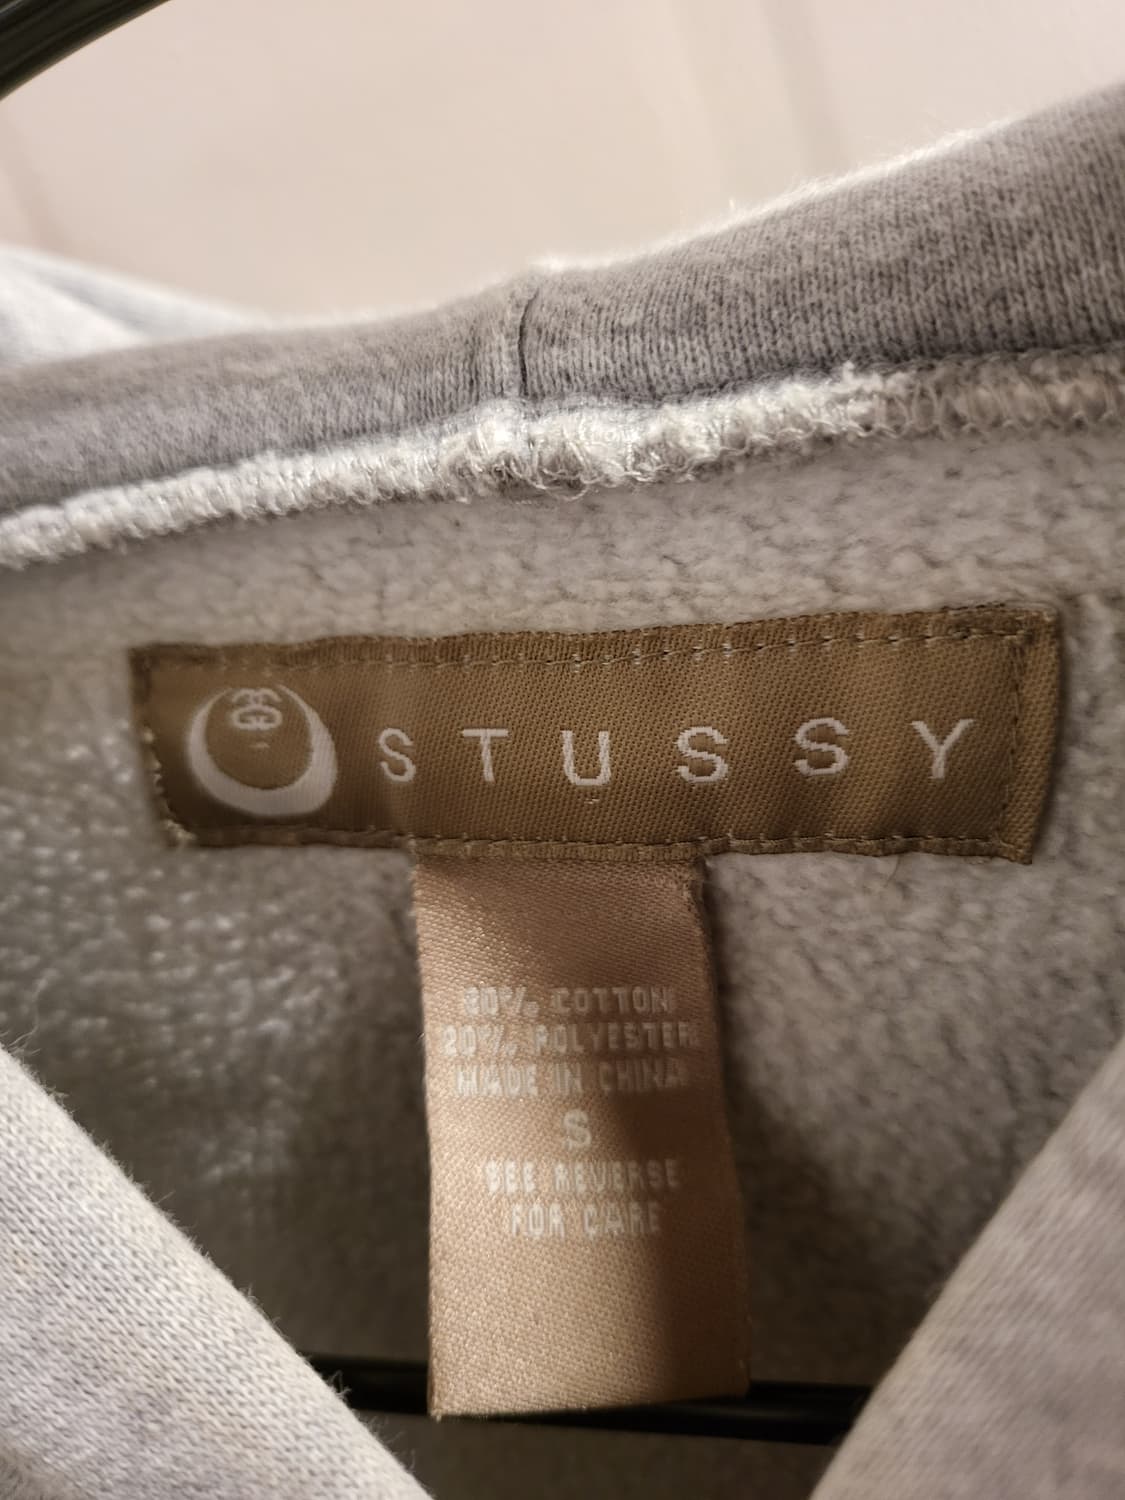 STUSSY
80% COTTON
20% POLYESTER
MADE IN CHINA
S
SEE REVERSE
FOR CARE